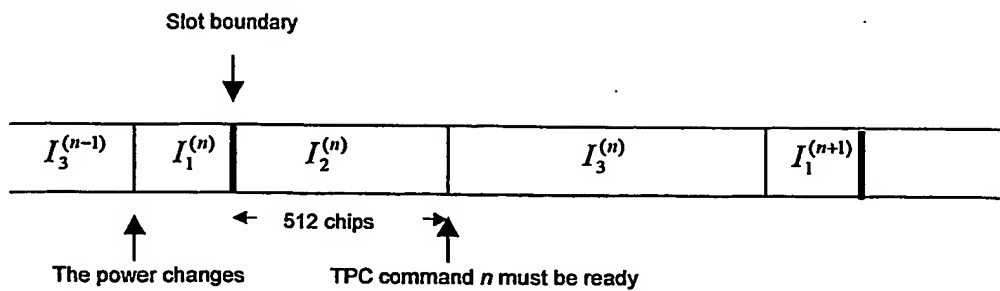 Slot boundary
I_3^{(n-1)} I_1^{(n)} I_2^{(n)} I_3^{(n)} I_1^{(n+1)}
512 chips
The power changes TPC command n must be ready